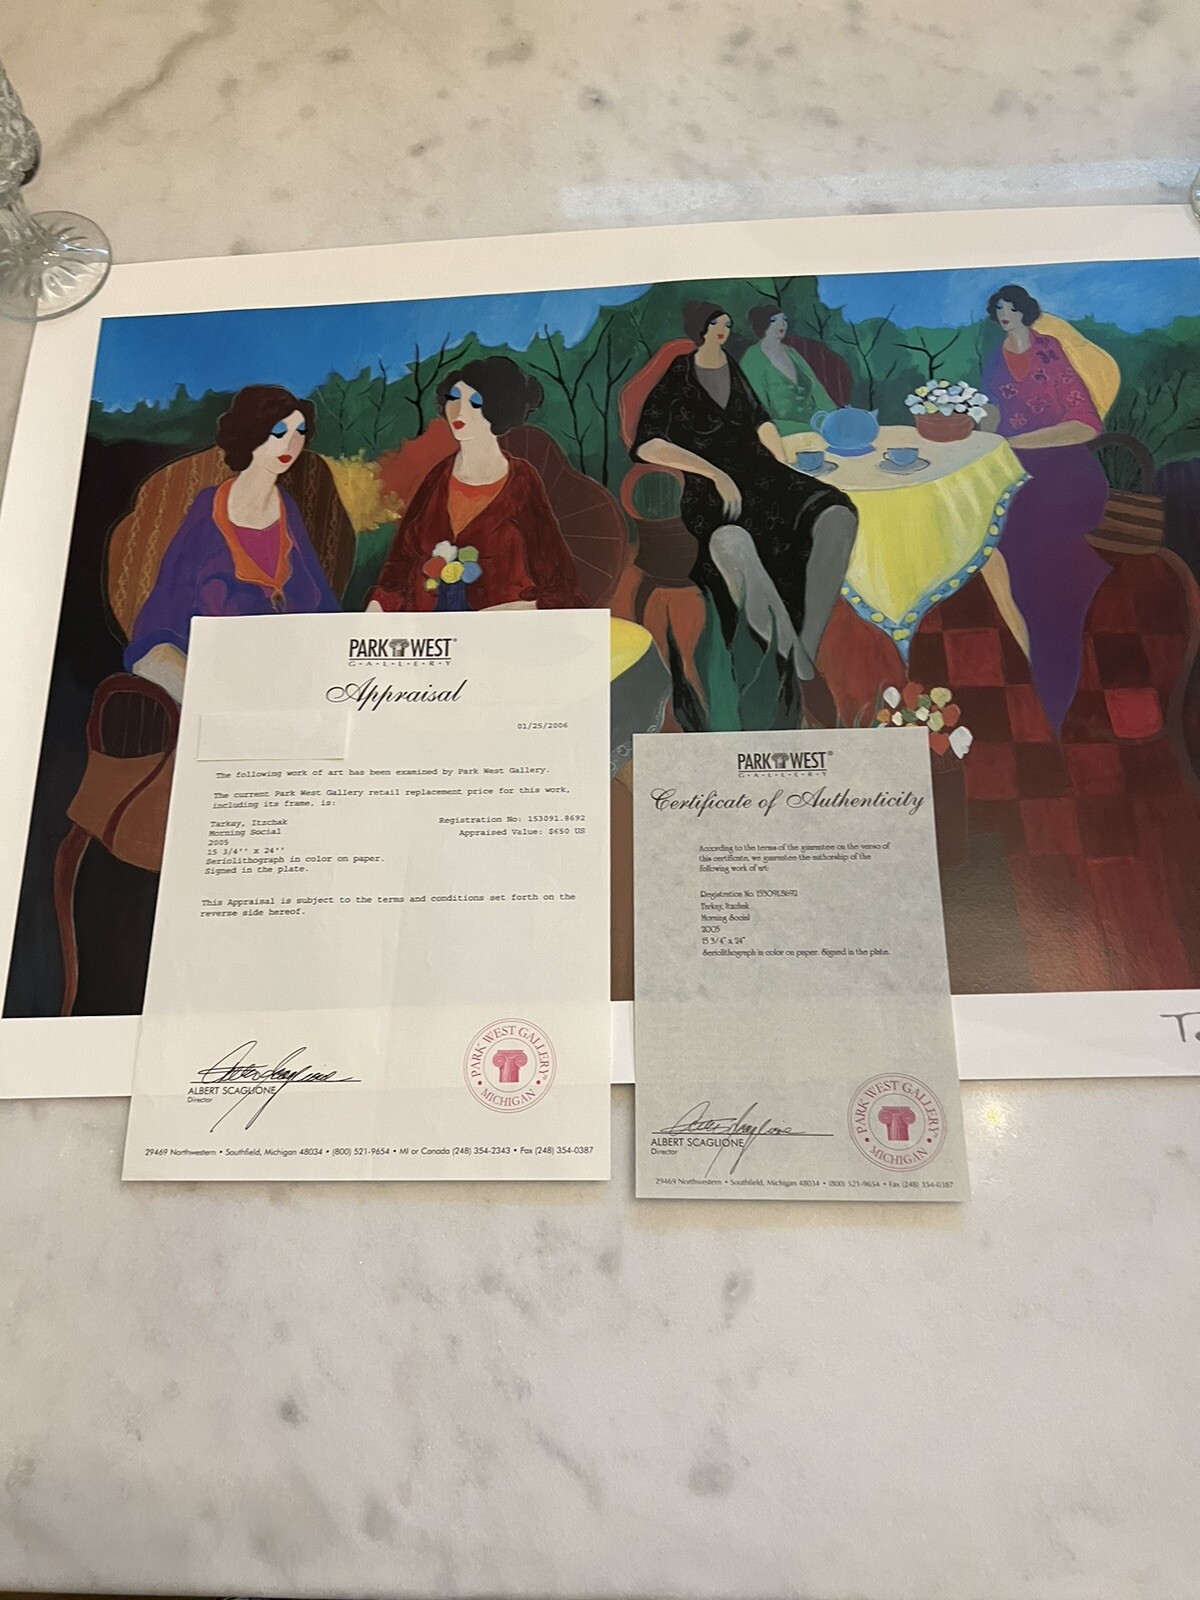 PARK WEST®
G•A•L•L•E•R•Y
Appraisal
01/25/2006
The following work of art has been examined by Park West Gallery.
The current Park West Gallery retail replacement price for this work,
including its frame, is:
Tarkay, Itzchak
Morning Social
2005
15 3/4'' x 24''
Seriolithograph in color on paper.
Signed in the plate.
Registration No: 153091.8692
Appraised Value: $650 US
This Appraisal is subject to the terms and conditions set forth on the
reverse side hereof.
ALBERT SCAGLIONE
Director
PARK WEST GALLERY
• MICHIGAN •
29469 Northwestern • Southfield, Michigan 48034 • (800) 521-9654 • MI or Canada (248) 354-2343 • Fax (248) 354-0387
PARK WEST®
G•A•L•L•E•R•Y
Certificate of Authenticity
According to the terms of the guarantee on the verso of
this certificate, we guarantee the authorship of the
following work of art:
Registration No. 153091.8692
Tarkay, Itzchak
Morning Social
2005
15 3/4" x 24"
Seriolithograph in color on paper. Signed in the plate.
ALBERT SCAGLIONE
Director
PARK WEST GALLERY
• MICHIGAN •
29469 Northwestern • Southfield, Michigan 48034 • (800) 521-9654 • Fax (248) 354-0387